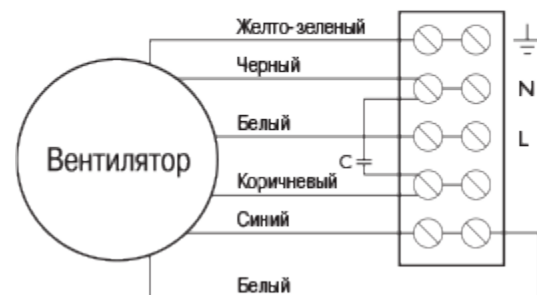 Желто-зеленый
Черный
N
Белый
L
Вентилятор
C
Коричневый
Синий
Белый